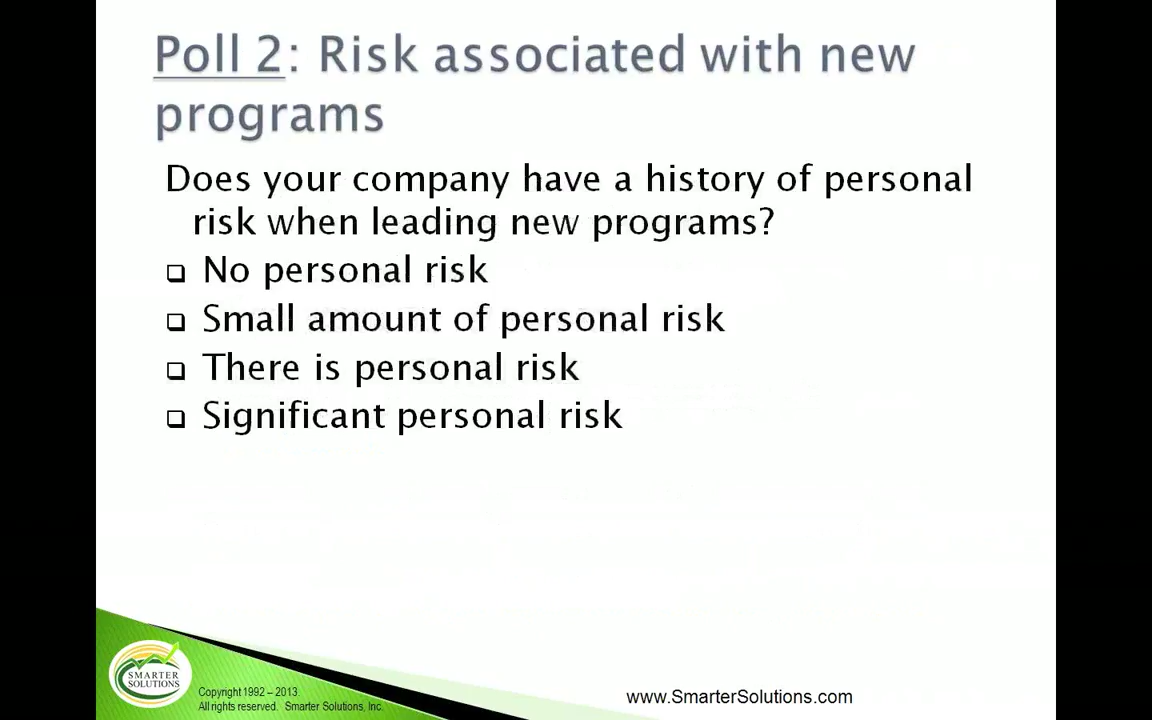 Poll 2: Risk associated with new
programs
Does your company have a history of personal
risk when leading new programs?
❑ No personal risk
❑ Small amount of personal risk
❑ There is personal risk
❑ Significant personal risk
SMARTER
SOLUTIONS
Copyright 1992 – 2013.
All rights reserved. Smarter Solutions, Inc.
www.SmarterSolutions.com